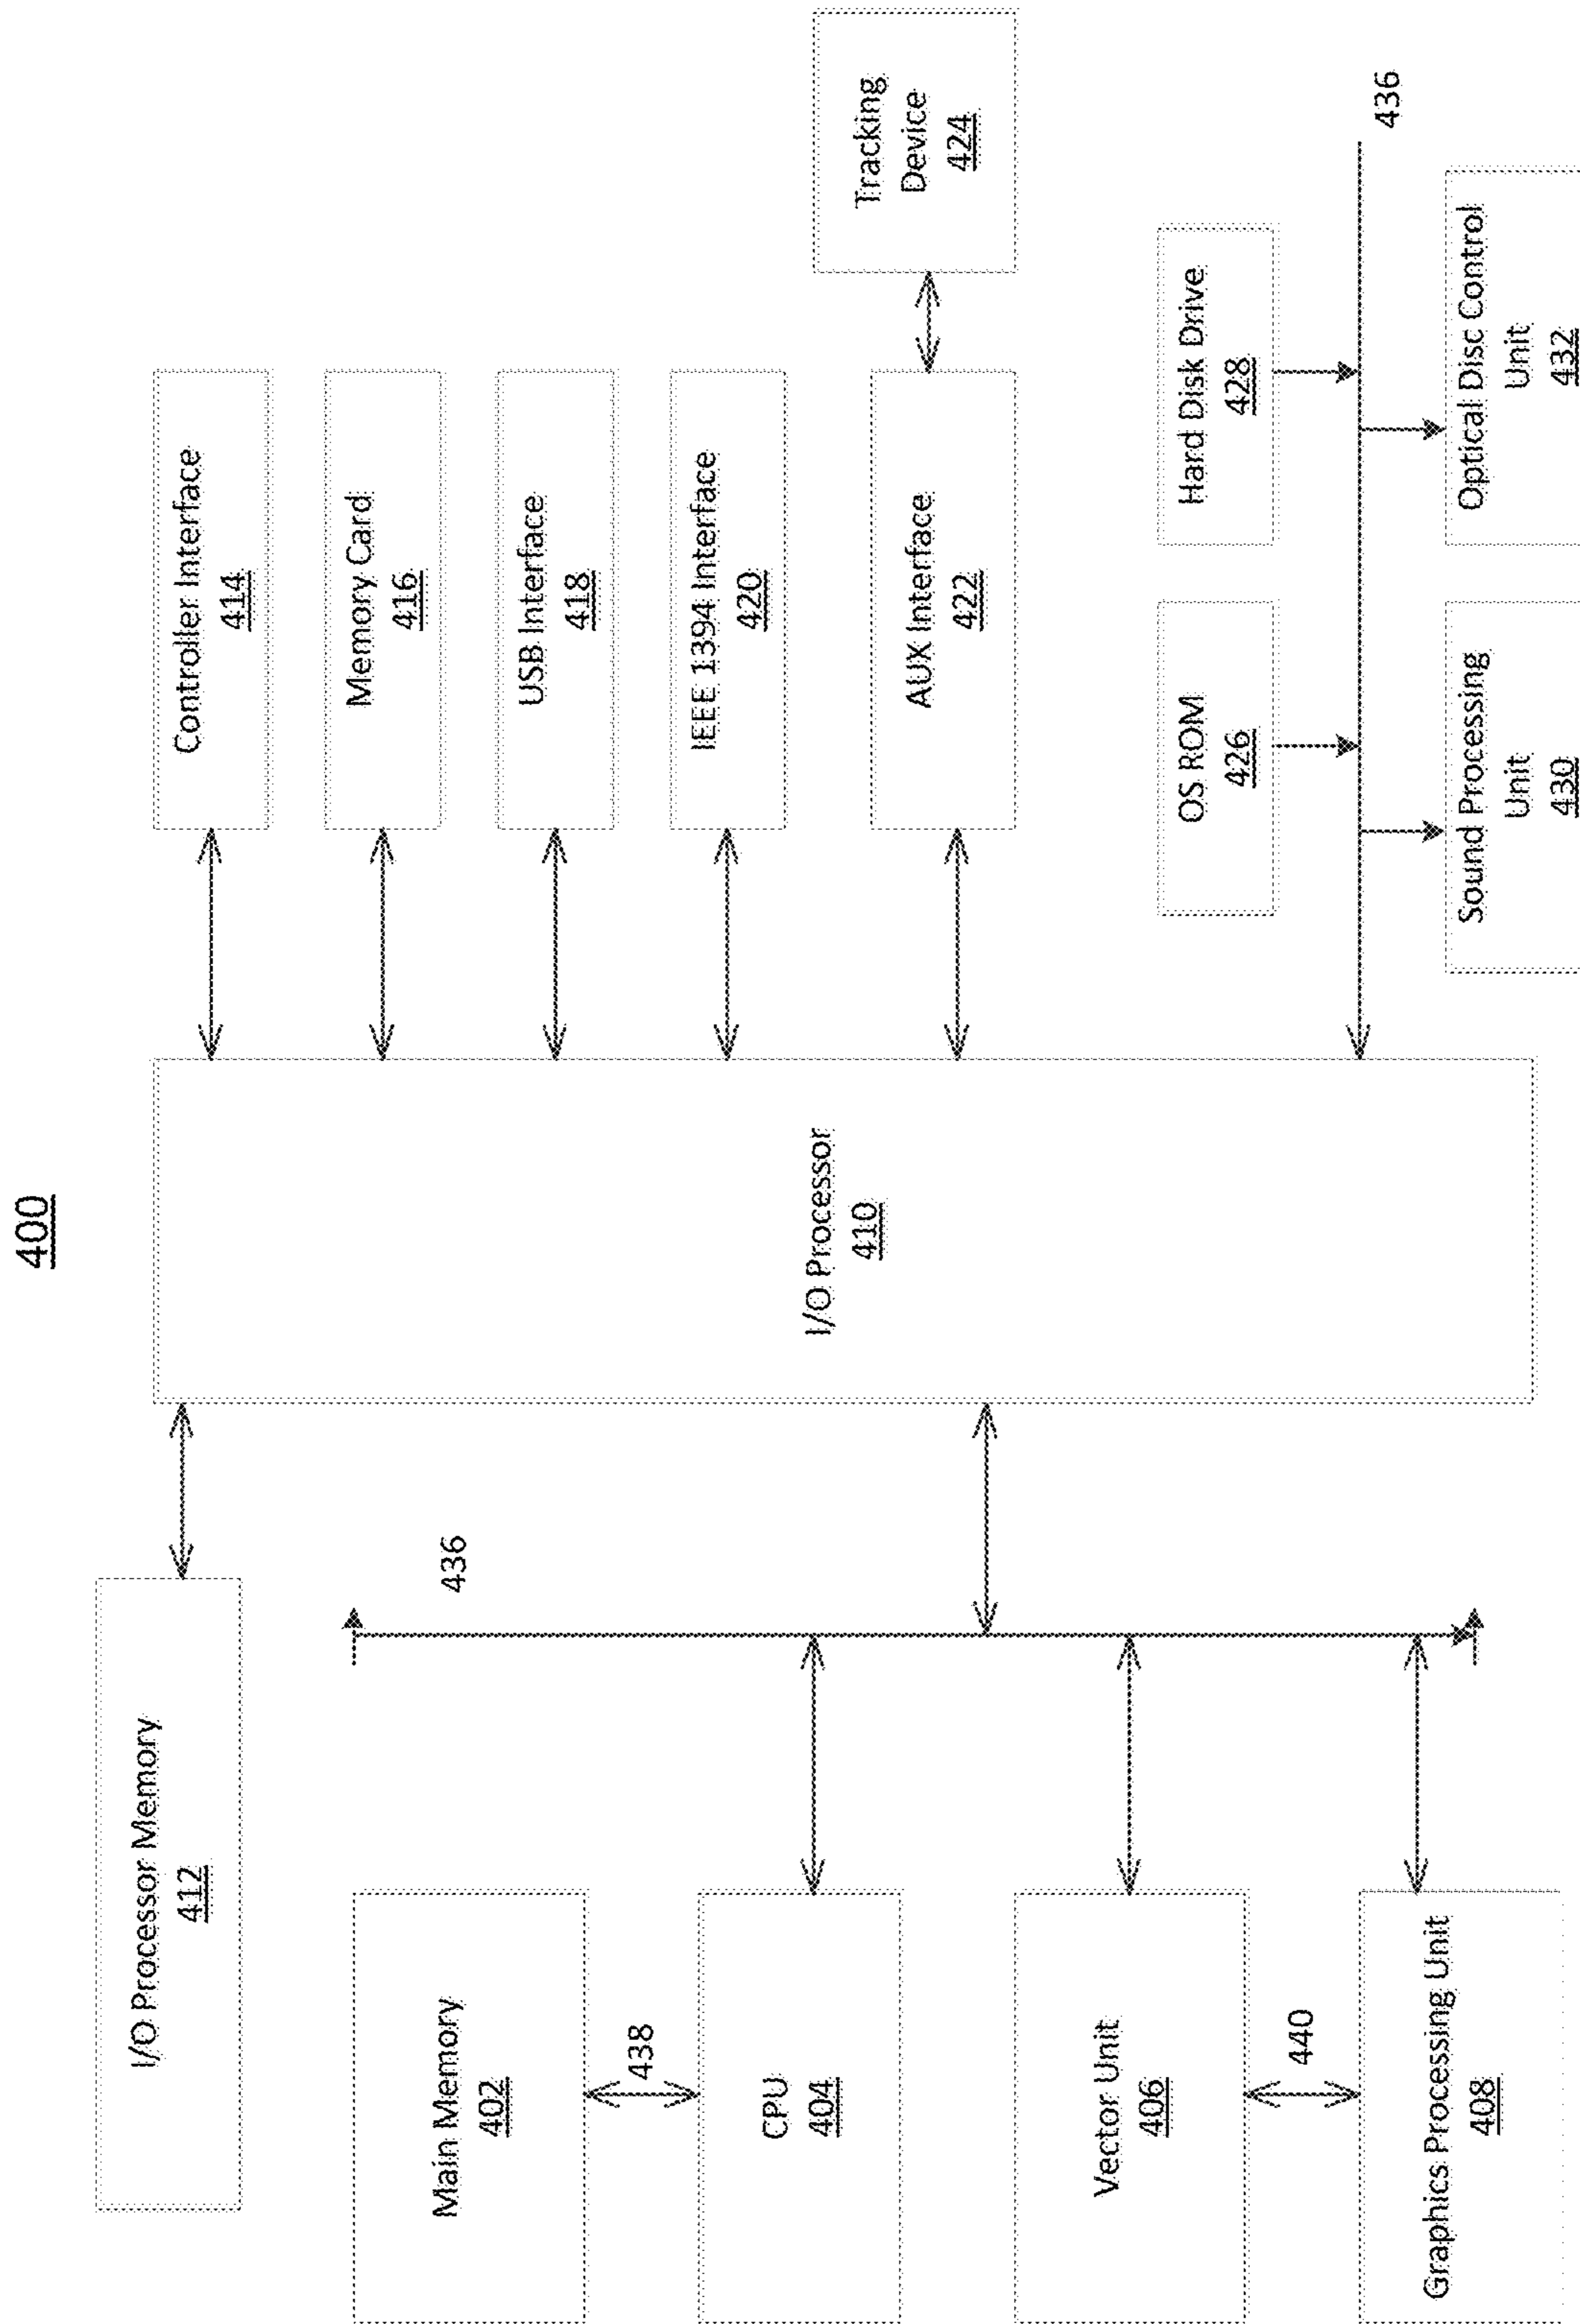 400
I/O Processor Memory
412
Main Memory
402
438
CPU
404
Vector Unit
406
440
Graphics Processing Unit
408
436
I/O Processor
410
Controller Interface
414
Memory Card
416
USB Interface
418
IEEE 1394 Interface
420
AUX Interface
422
Tracking
Device
424
OS ROM
426
Hard Disk Drive
428
436
Sound Processing
Unit
430
Optical Disc Control
Unit
432